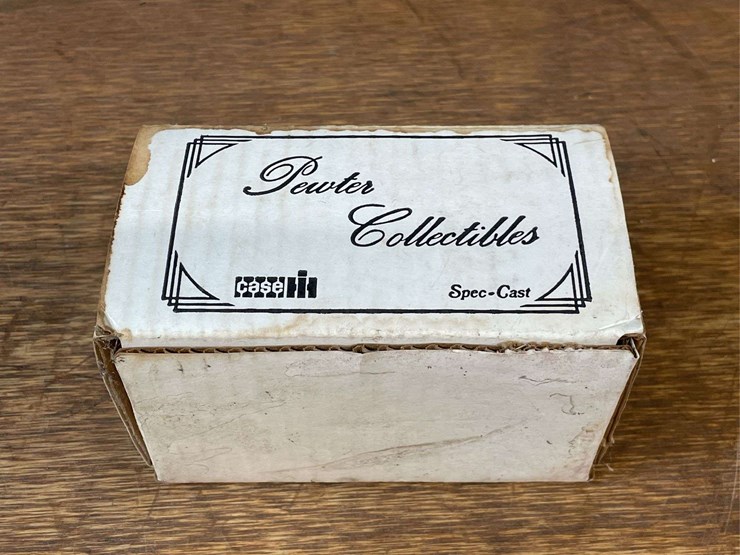 Pewter
Collectibles
case IH
Spec-Cast